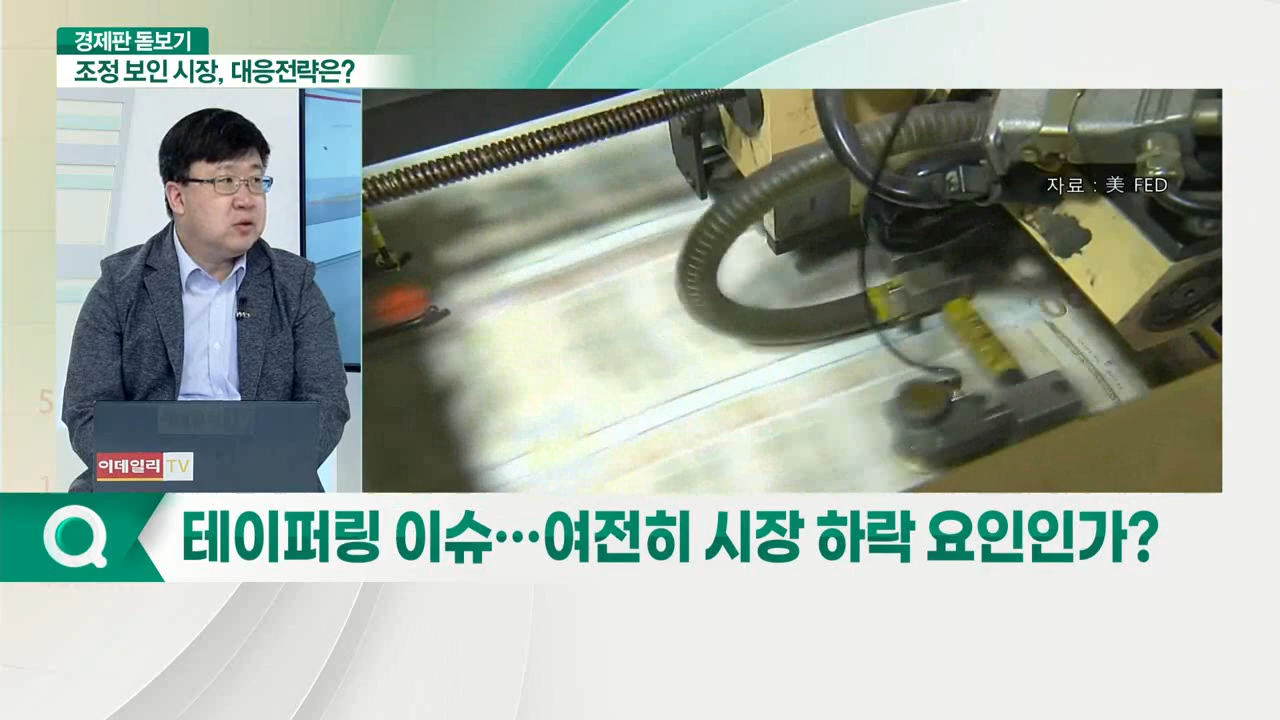 경제판 돋보기
조정 보인 시장, 대응전략은?
자료 : 美 FED
이데일리 TV
Q 테이퍼링 이슈…여전히 시장 하락 요인인가?